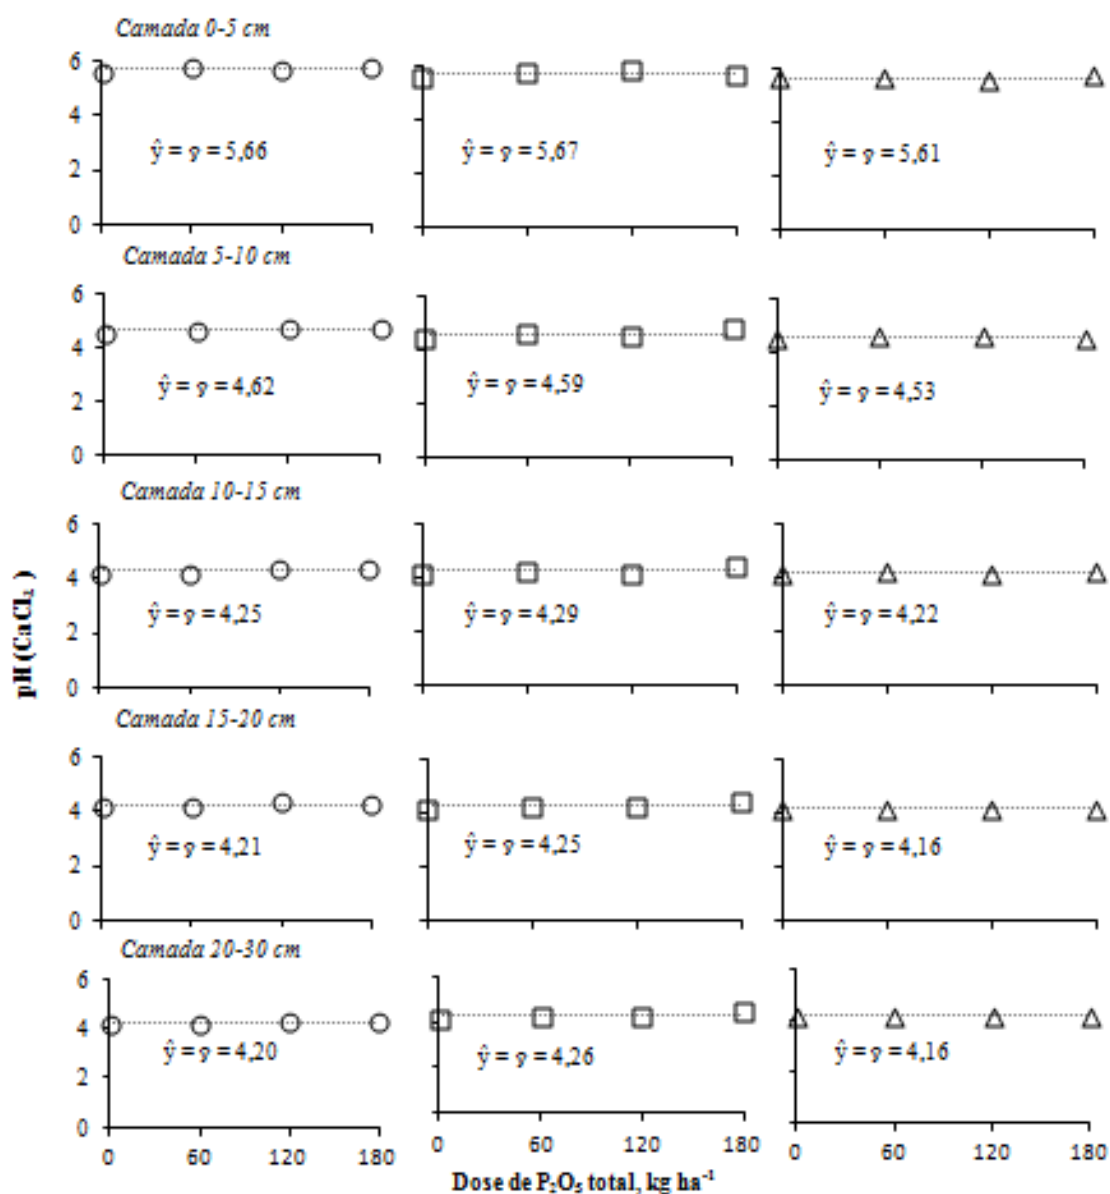 Camada 0-5 cm
6
4
2
0
ŷ = ȳ = 5,66
ŷ = ȳ = 5,67
ŷ = ȳ = 5,61
Camada 5-10 cm
6
4
2
0
ŷ = ȳ = 4,62
ŷ = ȳ = 4,59
ŷ = ȳ = 4,53
Camada 10-15 cm
6
4
2
0
ŷ = ȳ = 4,25
ŷ = ȳ = 4,29
ŷ = ȳ = 4,22
pH (CaCl₂)
Camada 15-20 cm
6
4
2
0
ŷ = ȳ = 4,21
ŷ = ȳ = 4,25
ŷ = ȳ = 4,16
Camada 20-30 cm
6
4
2
0
ŷ = ȳ = 4,20
ŷ = ȳ = 4,26
ŷ = ȳ = 4,16
0 60 120 180
0 60 120 180
0 60 120 180
Dose de P₂O₅ total, kg ha⁻¹